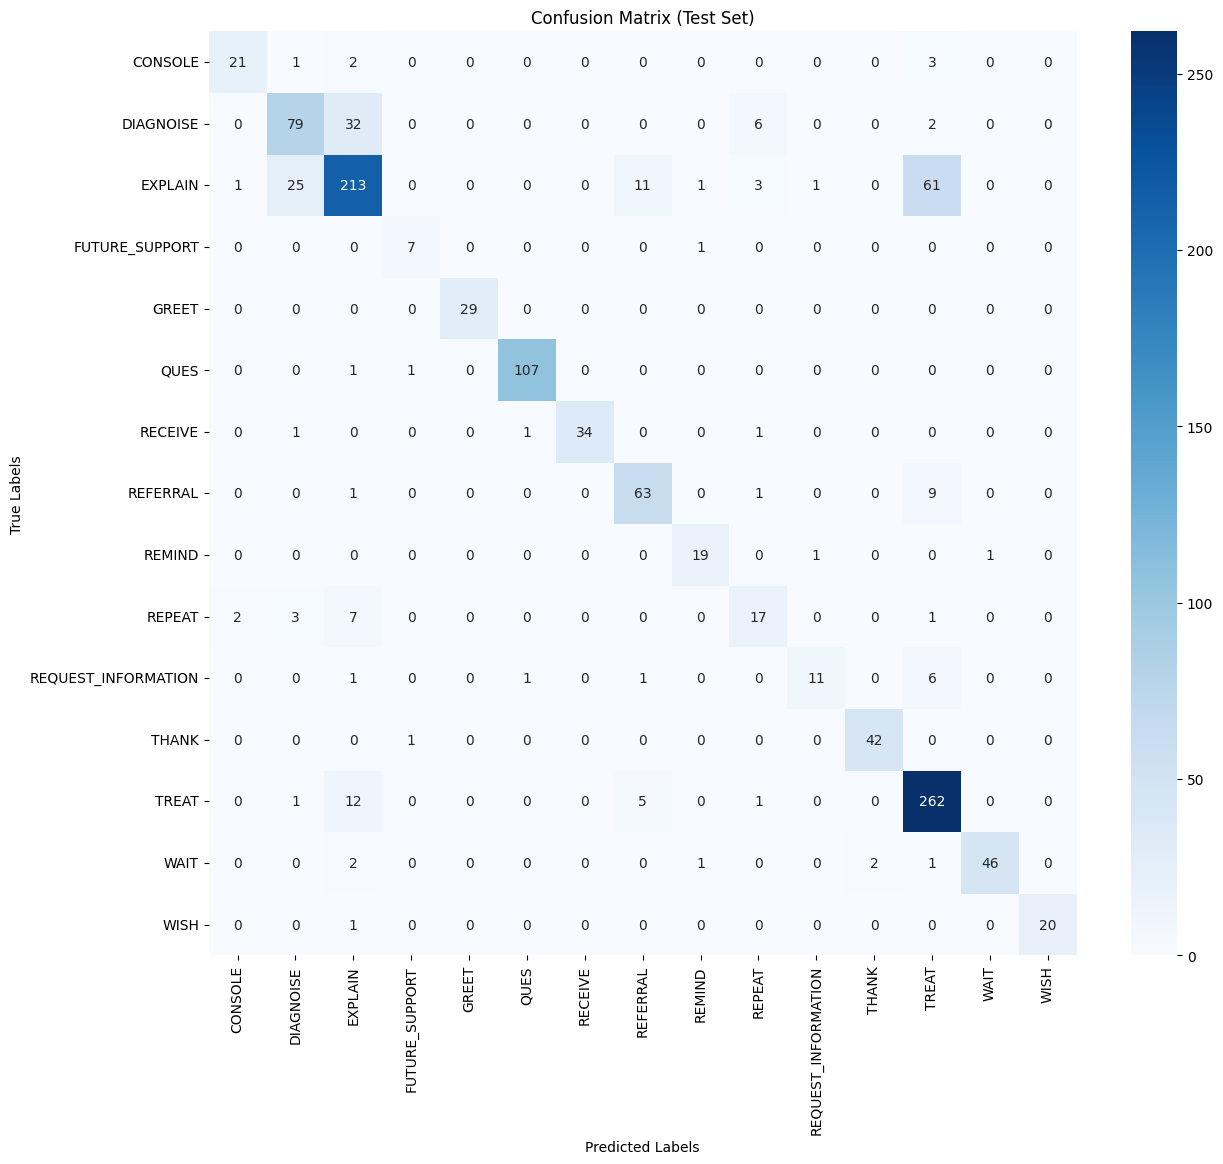 Confusion Matrix (Test Set)
CONSOLE 21 1 2 0 0 0 0 0 0 0 0 0 3 0 0
DIAGNOISE 0 79 32 0 0 0 0 0 0 6 0 0 2 0 0
EXPLAIN 1 25 213 0 0 0 0 11 1 3 1 0 61 0 0
FUTURE_SUPPORT 0 0 0 7 0 0 0 0 1 0 0 0 0 0 0
GREET 0 0 0 0 29 0 0 0 0 0 0 0 0 0 0
QUES 0 0 1 1 0 107 0 0 0 0 0 0 0 0 0
RECEIVE 0 1 0 0 0 1 34 0 0 1 0 0 0 0 0
REFERRAL 0 0 1 0 0 0 0 63 0 1 0 0 9 0 0
REMIND 0 0 0 0 0 0 0 0 19 0 1 0 0 1 0
REPEAT 2 3 7 0 0 0 0 0 0 17 0 0 1 0 0
REQUEST_INFORMATION 0 0 1 0 0 1 0 1 0 0 11 0 6 0 0
THANK 0 0 0 1 0 0 0 0 0 0 0 42 0 0 0
TREAT 0 1 12 0 0 0 0 5 0 1 0 0 262 0 0
WAIT 0 0 2 0 0 0 0 0 1 0 0 2 1 46 0
WISH 0 0 1 0 0 0 0 0 0 0 0 0 0 0 20
True Labels
CONSOLE DIAGNOISE EXPLAIN FUTURE_SUPPORT GREET QUES RECEIVE REFERRAL REMIND REPEAT REQUEST_INFORMATION THANK TREAT WAIT WISH
Predicted Labels
250
200
150
100
50
0